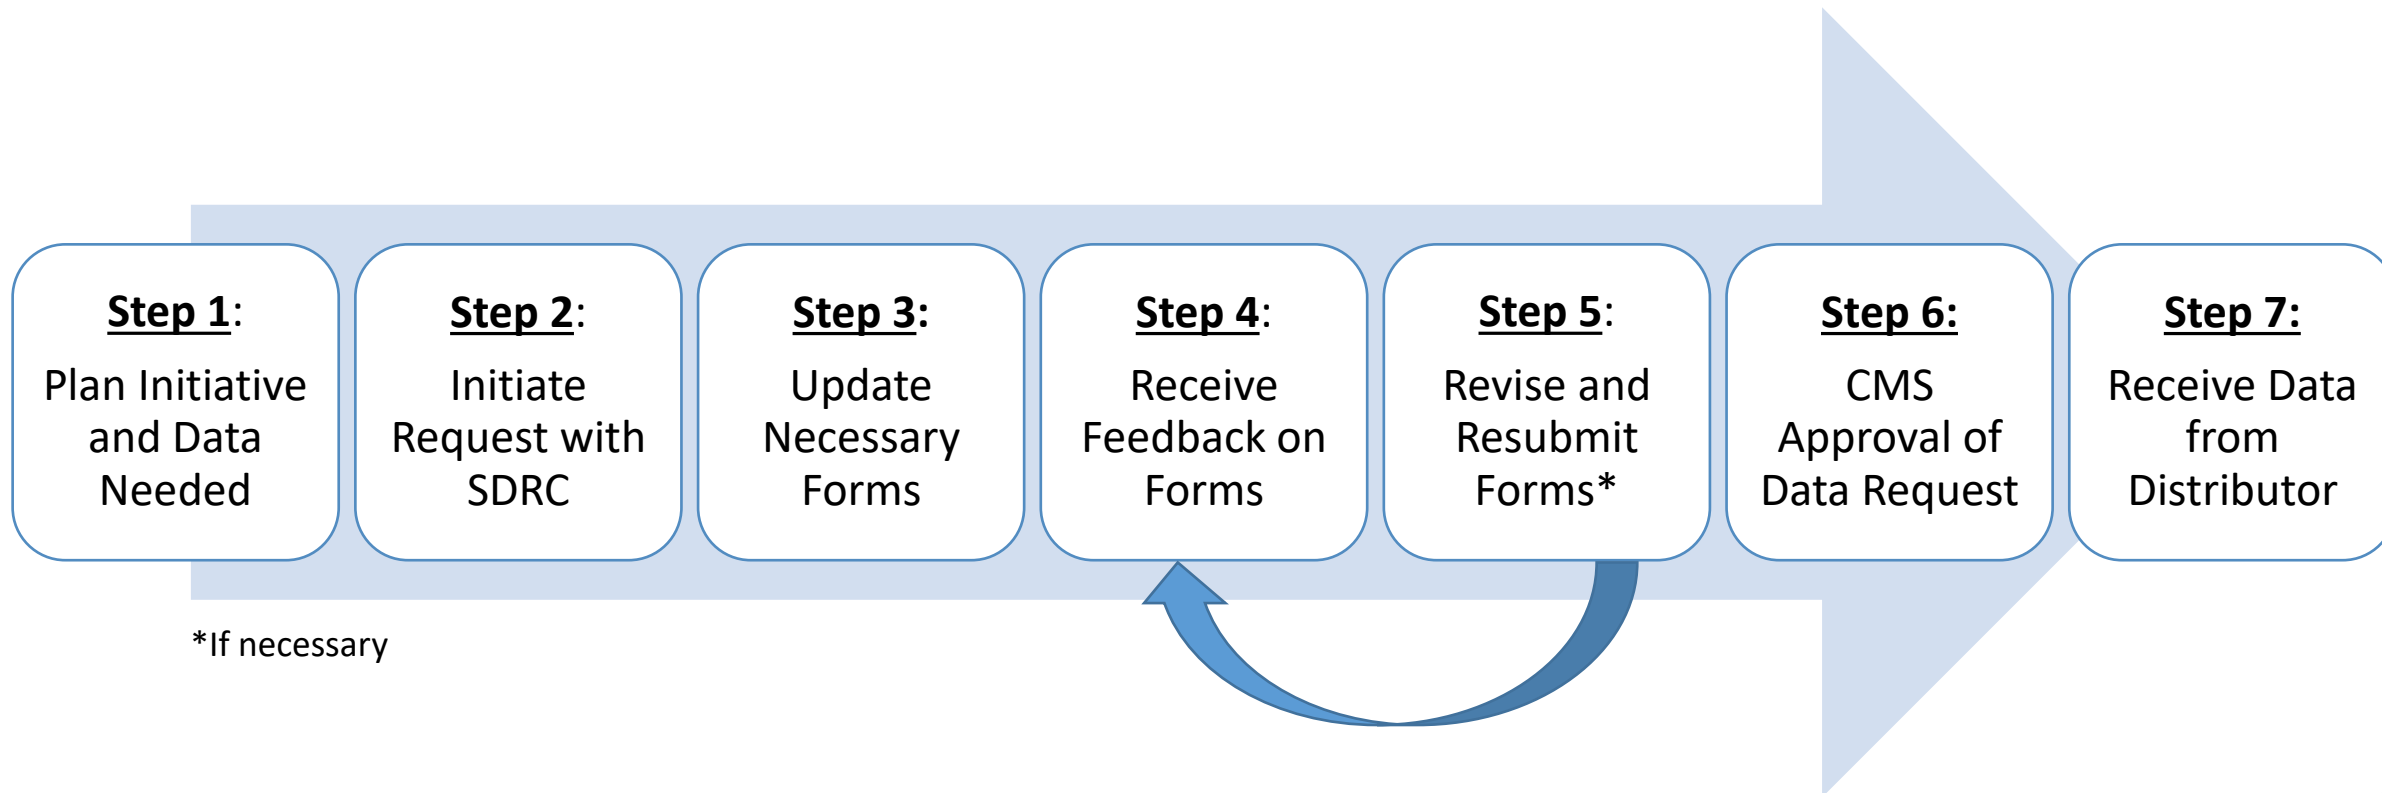 Step 1:
Plan Initiative
and Data
Needed
Step 2:
Initiate
Request with
SDRC
Step 3:
Update
Necessary
Forms
Step 4:
Receive
Feedback on
Forms
Step 5:
Revise and
Resubmit
Forms*
Step 6:
CMS
Approval of
Data Request
Step 7:
Receive Data
from
Distributor
*If necessary